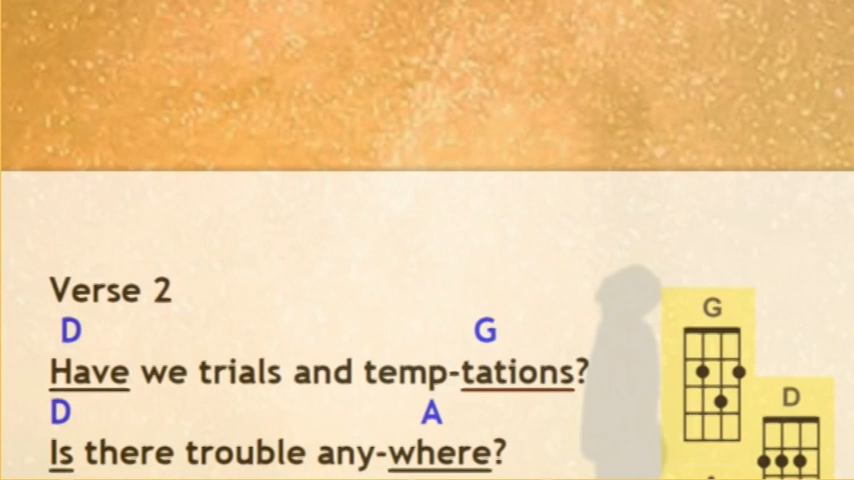 Verse 2
D G
Have we trials and temp-tations?
D A
Is there trouble any-where?
G
D